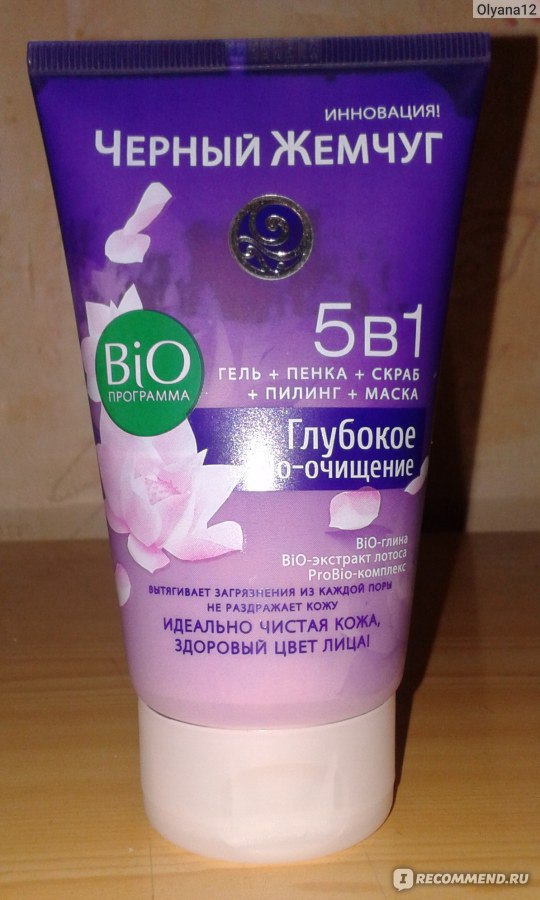 Olyana12
ИННОВАЦИЯ!
ЧЕРНЫЙ ЖЕМЧУГ
5в1
ГЕЛЬ + ПЕНКА + СКРАБ
+ ПИЛИНГ + МАСКА
BiO
ПРОГРАММА
Глубокое
о-очищение
BiO-глина
BiO-экстракт лотоса
ProBio-комплекс
ВЫТЯГИВАЕТ ЗАГРЯЗНЕНИЯ ИЗ КАЖДОЙ ПОРЫ
НЕ РАЗДРАЖАЕТ КОЖУ
ИДЕАЛЬНО ЧИСТАЯ КОЖА,
ЗДОРОВЫЙ ЦВЕТ ЛИЦА!
IRECOMMEND.RU